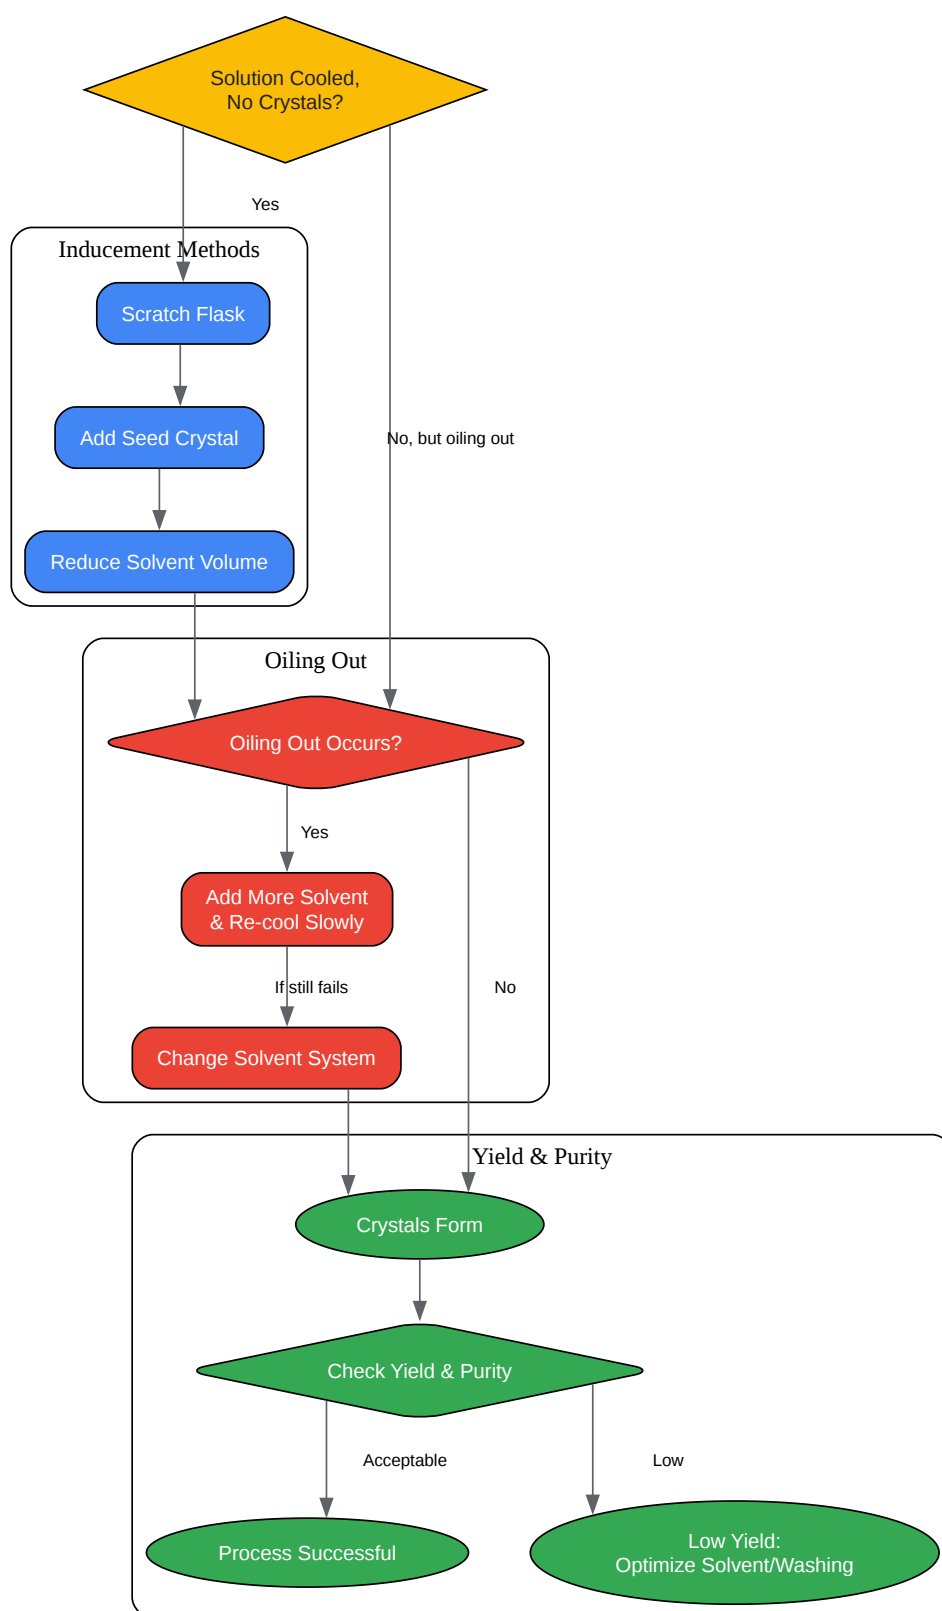 Solution Cooled,
No Crystals?
Yes
Inducement Methods
Scratch Flask
Add Seed Crystal
No, but oiling out
Reduce Solvent Volume
Oiling Out
Oiling Out Occurs?
Yes
Add More Solvent
& Re-cool Slowly
If still fails
No
Change Solvent System
Yield & Purity
Crystals Form
Check Yield & Purity
Acceptable
Low
Process Successful
Low Yield:
Optimize Solvent/Washing